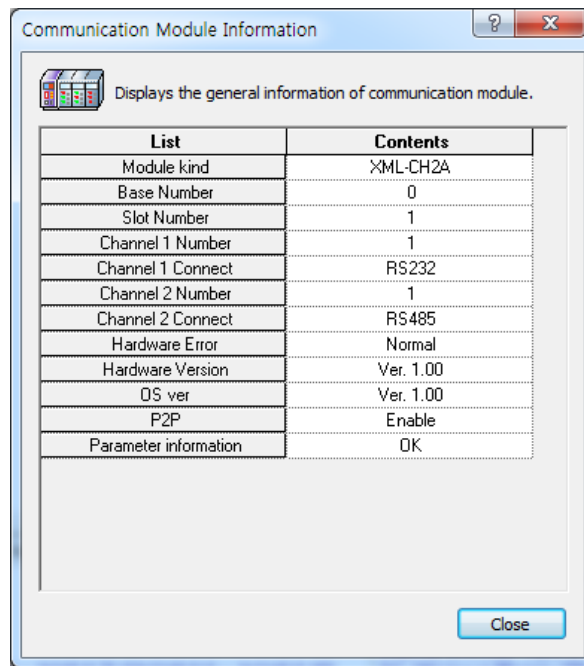 Communication Module Information
Displays the general information of communication module.
List Contents
Module kind XML-CH2A
Base Number 0
Slot Number 1
Channel 1 Number 1
Channel 1 Connect RS232
Channel 2 Number 1
Channel 2 Connect RS485
Hardware Error Normal
Hardware Version Ver. 1.00
OS ver Ver. 1.00
P2P Enable
Parameter information OK
Close